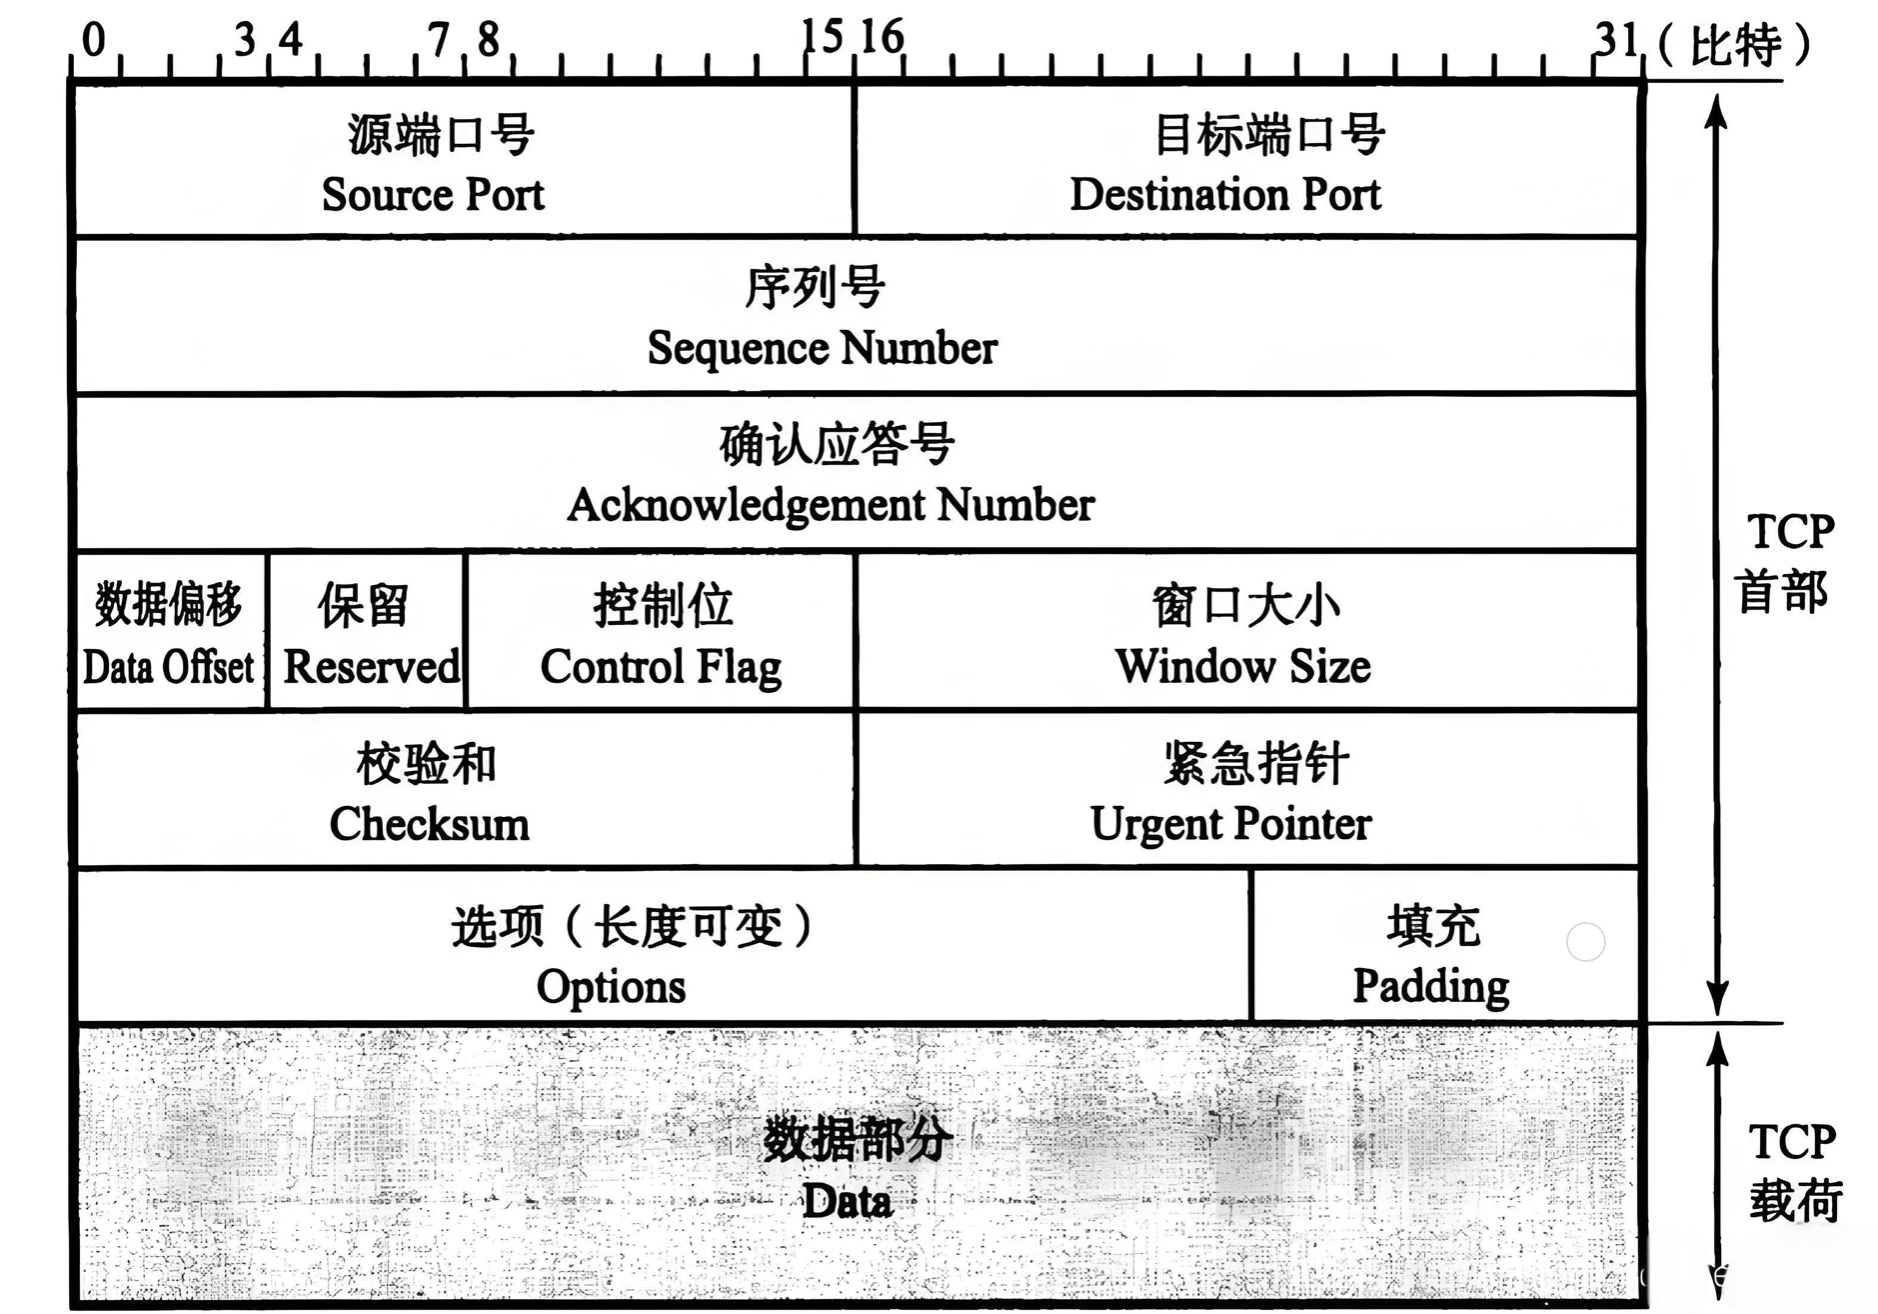 0 3 4 7 8 15 16 31 (比特)
源端口号 目标端口号
Source Port Destination Port
序列号
Sequence Number
确认应答号
Acknowledgement Number
TCP
首部
数据偏移 保留 控制位 窗口大小
Data Offset Reserved Control Flag Window Size
校验和 紧急指针
Checksum Urgent Pointer
选项(长度可变) 填充
Options Padding
数据部分
Data
TCP
载荷